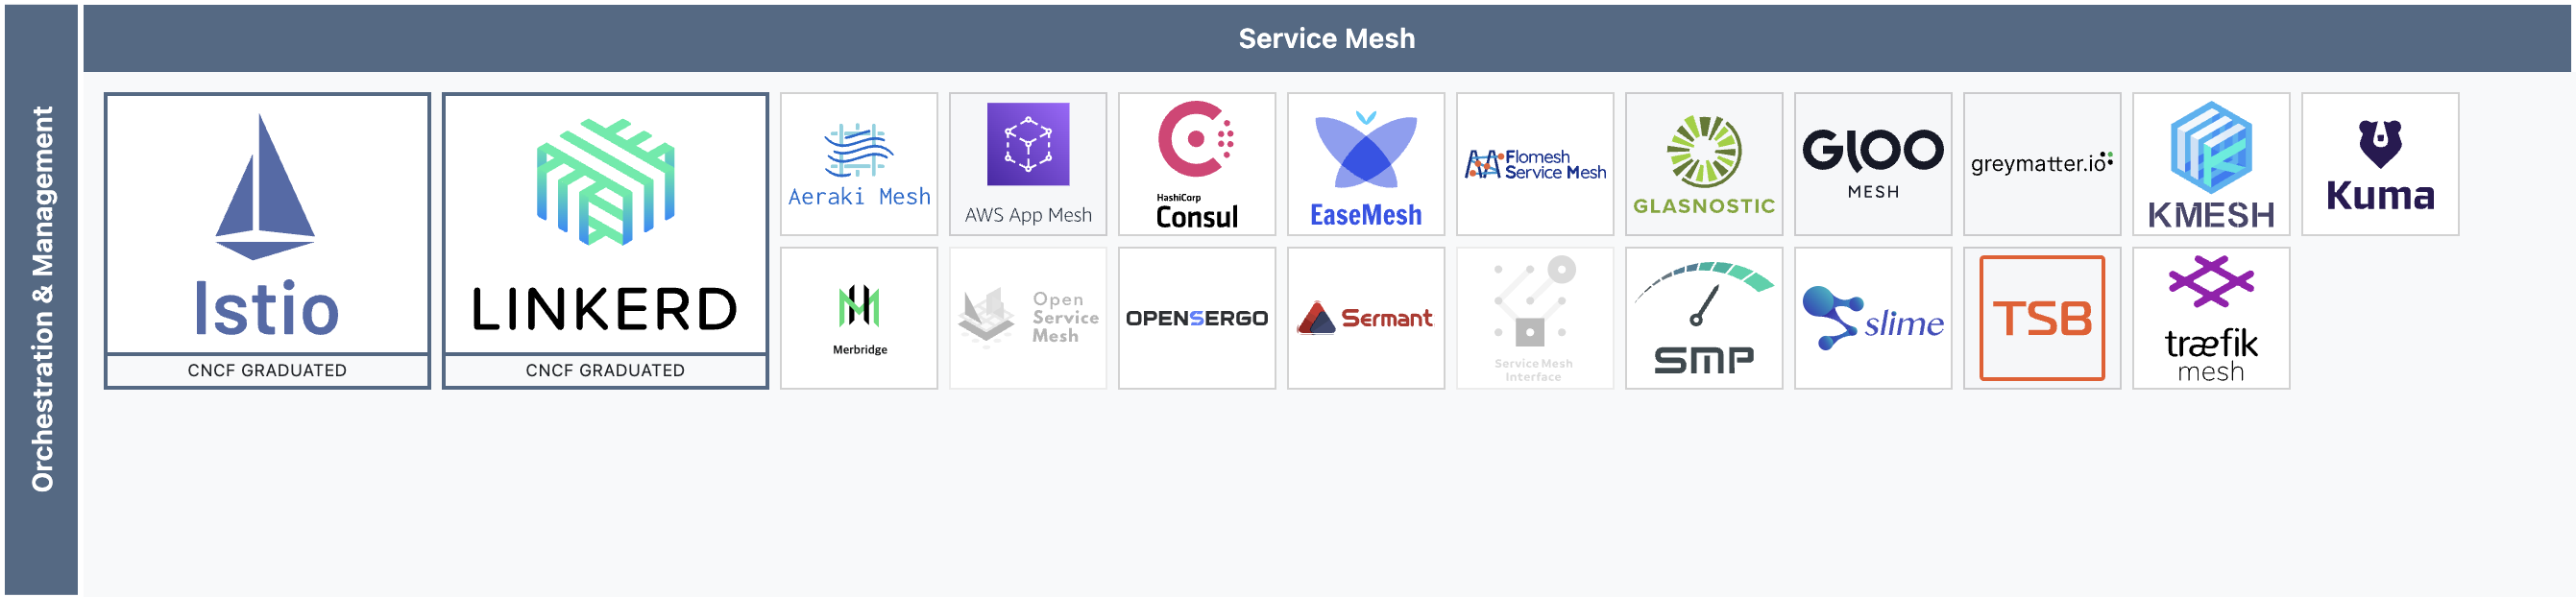 Orchestration & Management
Service Mesh
Istio
CNCF GRADUATED
LINKERD
CNCF GRADUATED
Aeraki Mesh
AWS App Mesh
HashiCorp
Consul
EaseMesh
Flomesh
Service Mesh
GLASNOSTIC
GLOO
MESH
greymatter.io
KMESH
Kuma
Merbridge
Open
Service
Mesh
OPENSERGO
Sermant
Service Mesh
Interface
SMP
slime
TSB
træfik
mesh